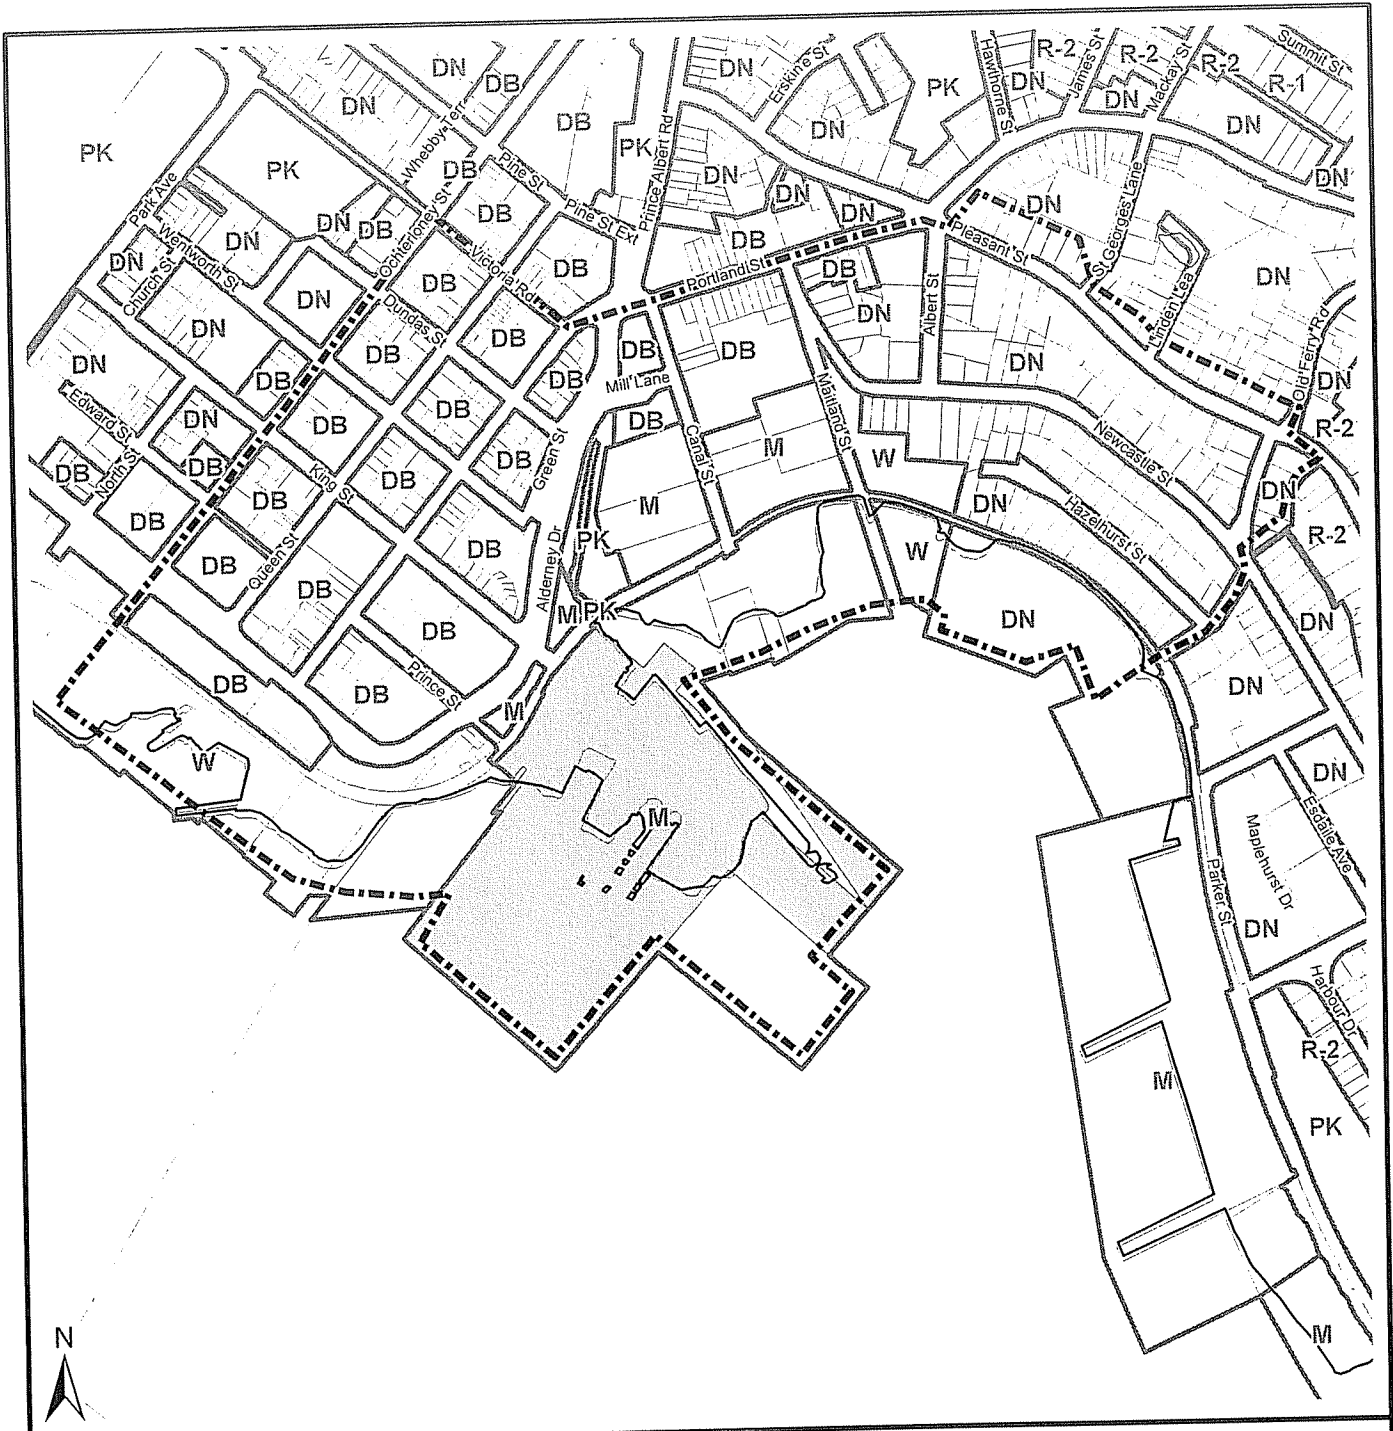 DN
DB
DN
Whebby Terr
DB
PK
Prince Albert Rd
DN
Erskine St
DN
PK
Hawthorne St
DN
R-2
James St
R-2
DN
Mackay St
R-2
R-1
Summit St
DN
DN
PK
PK
Park Ave
DN
DB
DB
Pine St
Pine St Ext
DB
DN
DN
DN
DB
Portland St
DN
Pleasant St
St Georges Lane
Linden Lea
DN
Old Ferry Rd
DN
R-2
Wentworth St
DN
DN
Church St
DN
DN
Ochterloney St
DB
Victoria Rd
DB
Dundas St
DB
DB
DB
DB
DB
Mill Lane
DB
DB
DN
Albert St
DN
Maitland St
DN
Edward St
DN
DB
North St
DB
DB
DB
DB
King St
DB
DB
DB
DB
Green St
Canal St
M
M
W
Newcastle St
DN
Hazelhurst St
DN
R-2
DB
Queen St
DB
DB
Alderney Dr
PK
M
PK
W
DN
DN
DB
DB
Prince St
DB
M
DN
W
M
DN
Esdaile Ave
Maplehurst Dr
Parker St
DN
Harbour Dr
R-2
M
PK
M
N